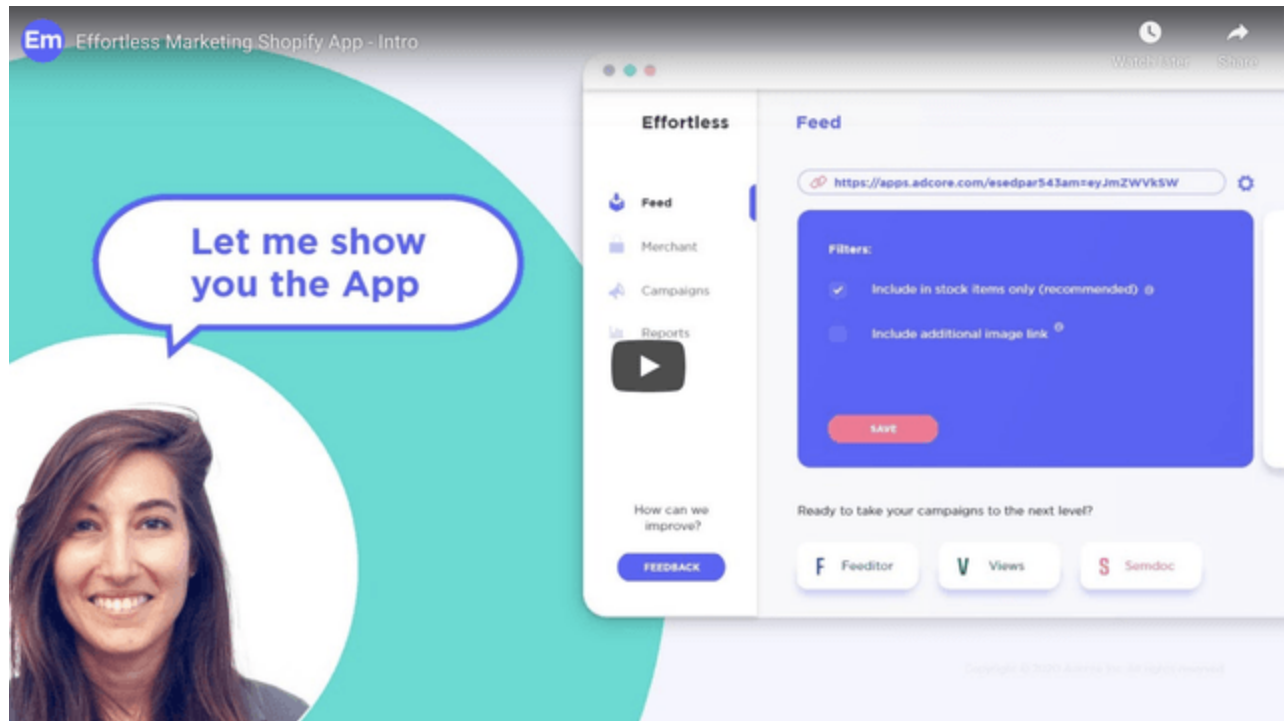 Em Effortless Marketing Shopify App - Intro
Watch later
Share
Let me show
you the App
Effortless
Feed
Merchant
Campaigns
Reports
How can we
improve?
FEEDBACK
Feed
https://apps.adcore.com/esedpar543am=eyJmZWVkSW
Filters:
Include in stock items only (recommended)
Include additional image link
SAVE
Ready to take your campaigns to the next level?
F Feeditor
V Views
S Semdoc